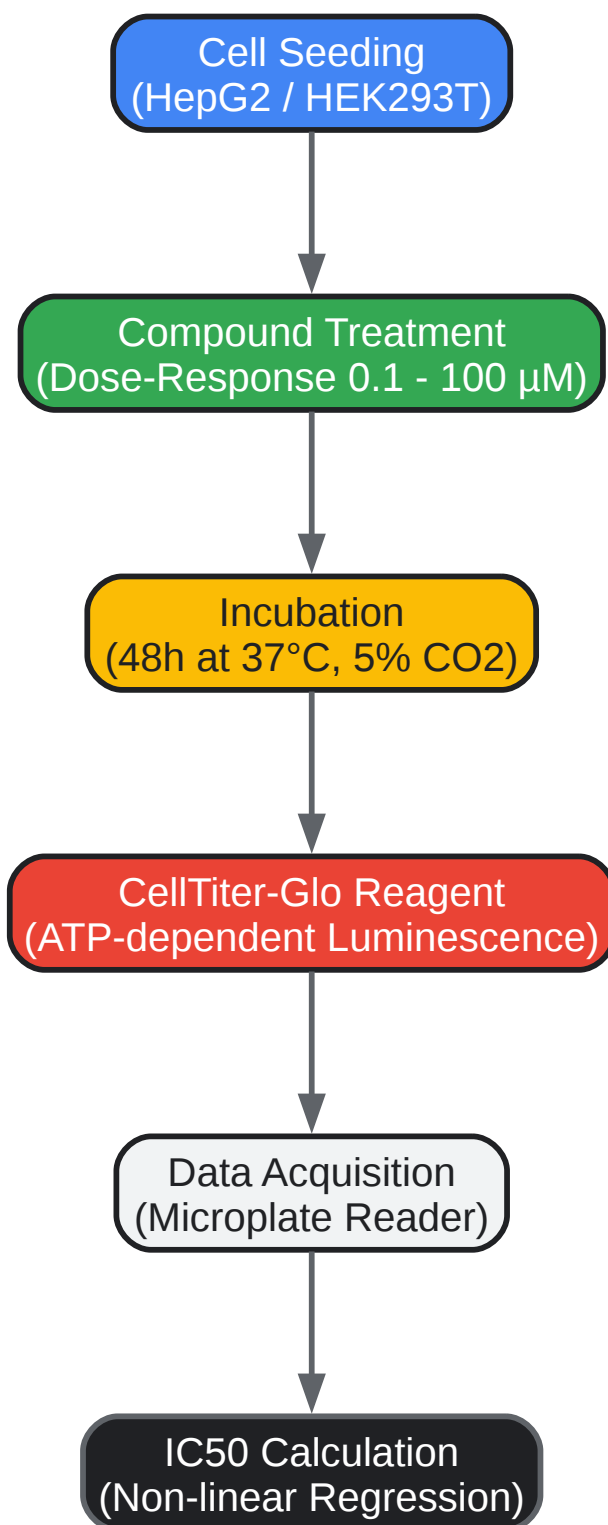 Cell Seeding
(HepG2 / HEK293T)
Compound Treatment
(Dose-Response 0.1 - 100 µM)
Incubation
(48h at 37°C, 5% CO2)
CellTiter-Glo Reagent
(ATP-dependent Luminescence)
Data Acquisition
(Microplate Reader)
IC50 Calculation
(Non-linear Regression)